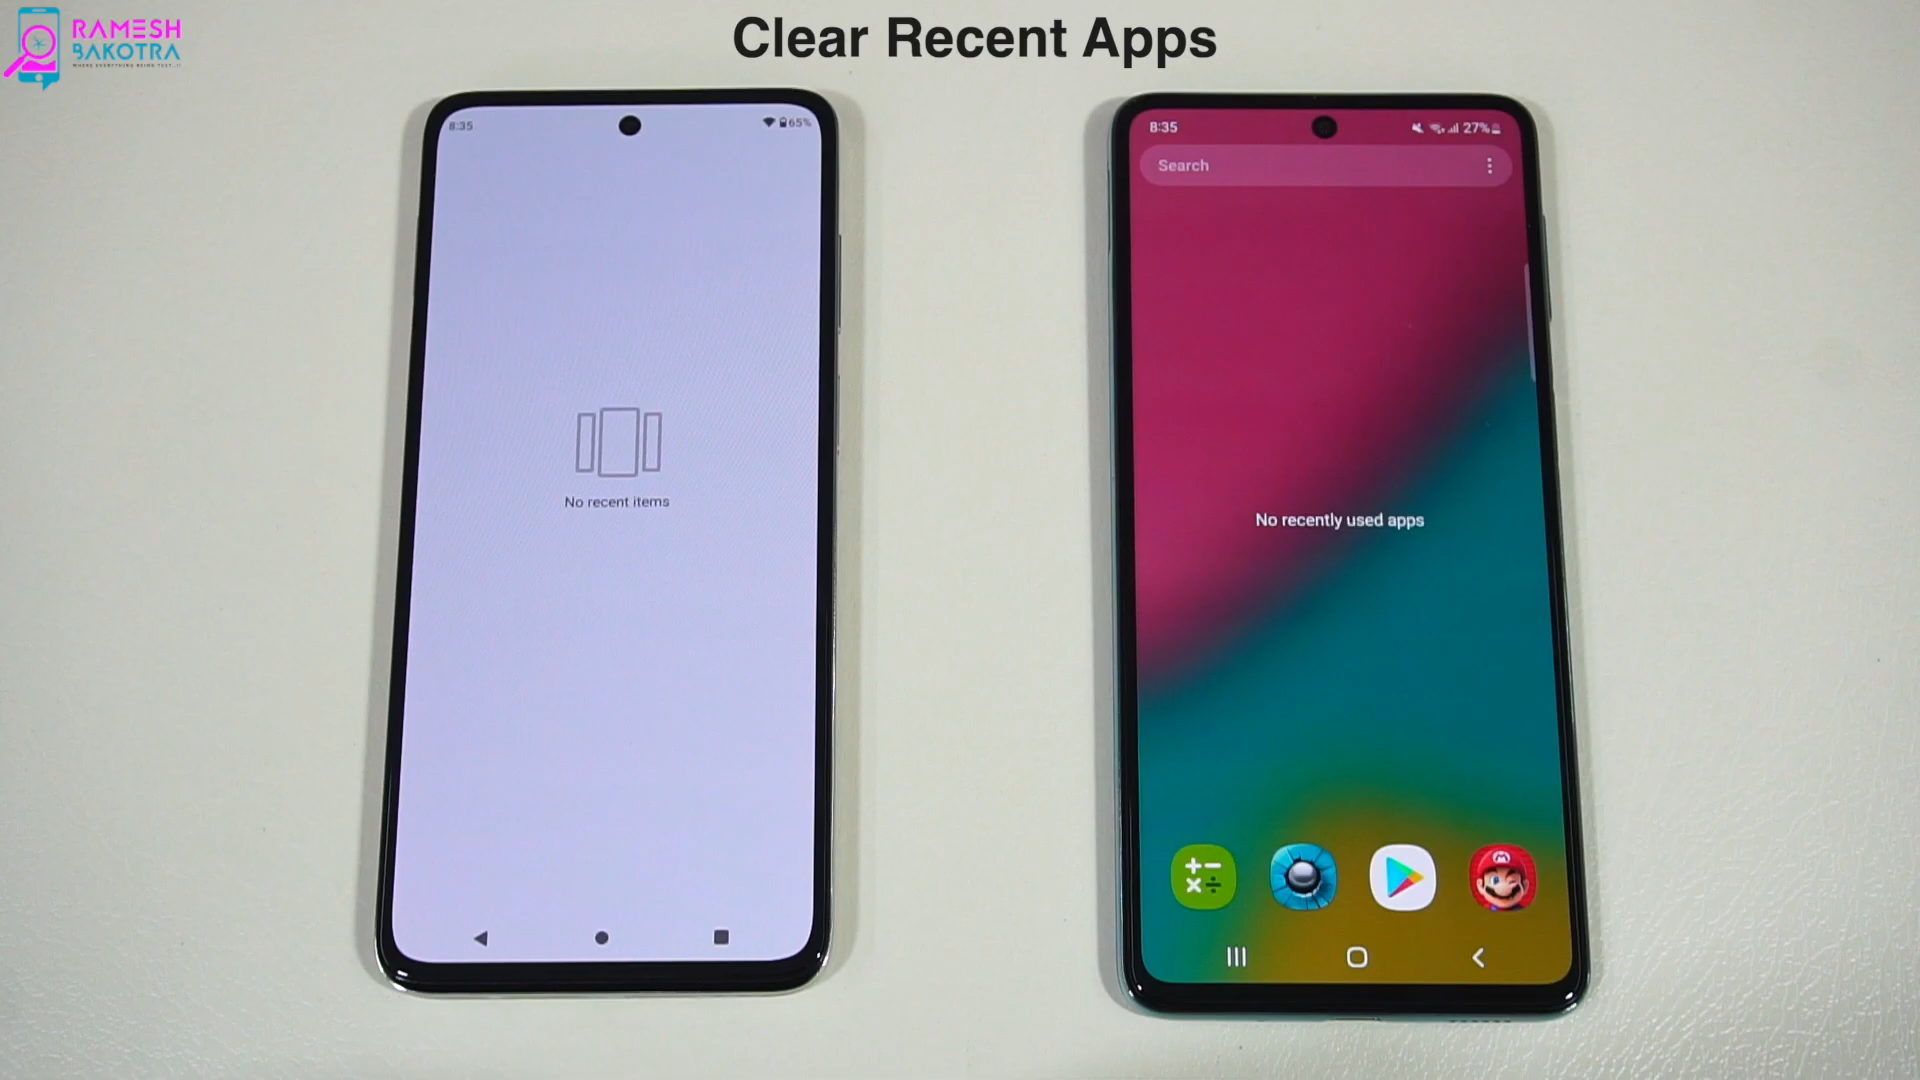 RAMESH
BAKOTRA
Clear Recent Apps
8:35
65%
No recent items
8:35
27%
Search
No recently used apps